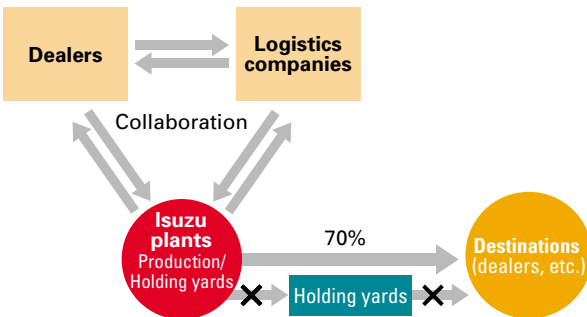 Dealers
Logistics
companies
Collaboration
Isuzu
plants
Production/
Holding yards
70%
Holding yards
Destinations
(dealers, etc.)